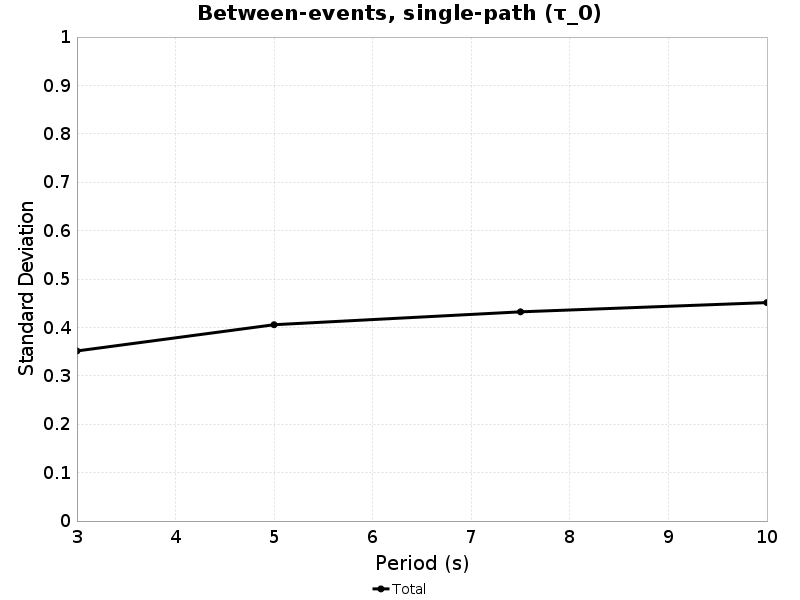 Between-events, single-path (τ_0)
1
0.9
0.8
0.7
0.6
0.5
0.4
0.3
0.2
0.1
0
Standard Deviation
3 4 5 6 7 8 9 10
Period (s)
Total